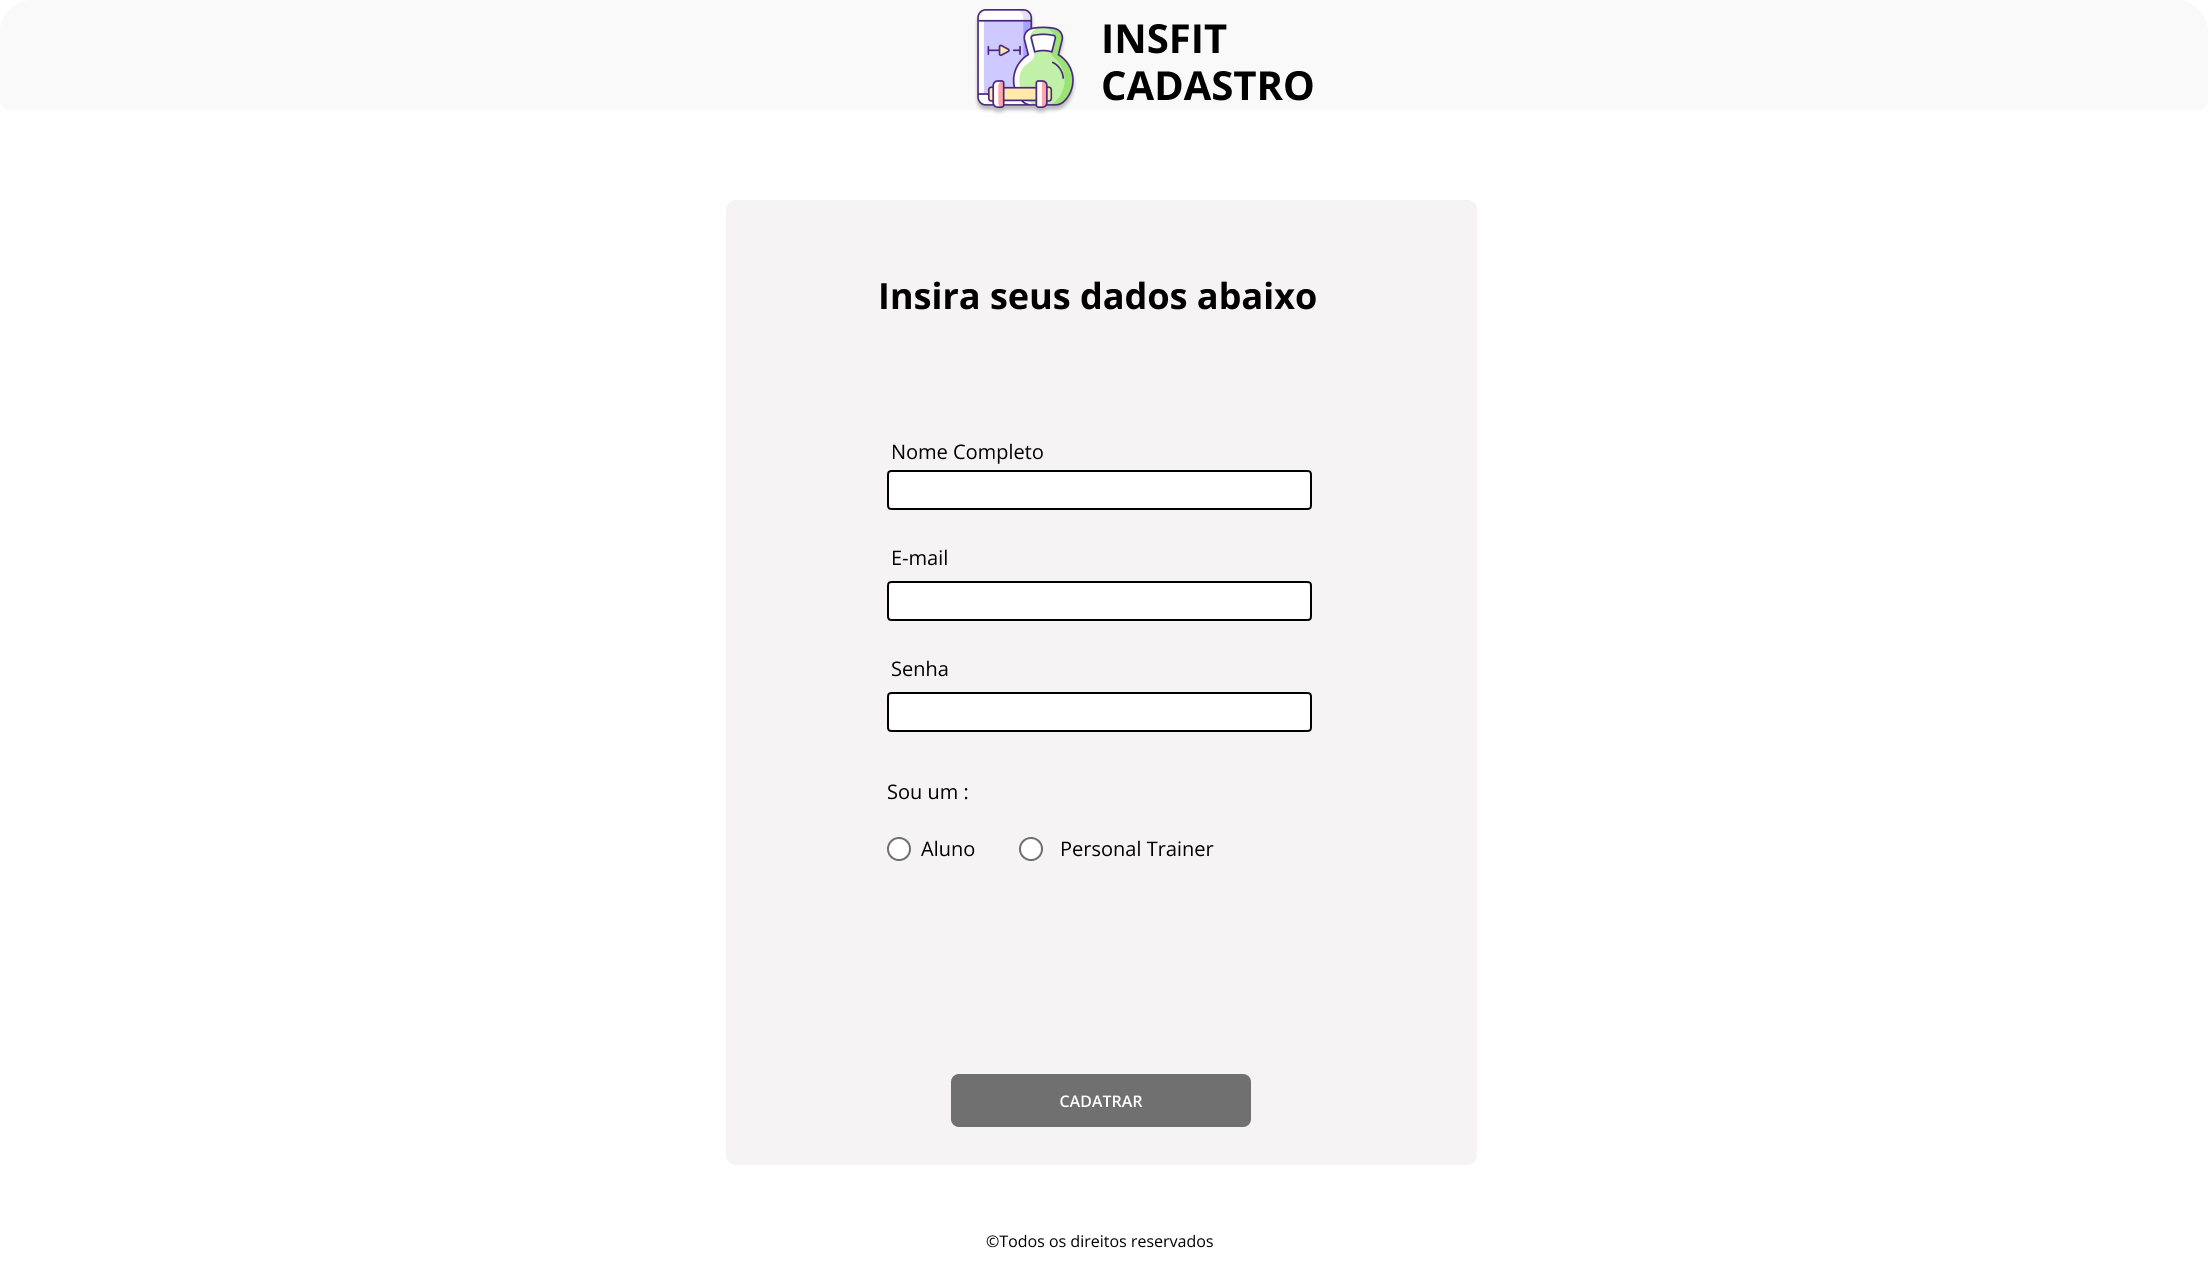 INSFIT
CADASTRO
Insira seus dados abaixo
Nome Completo
E-mail
Senha
Sou um :
Aluno
Personal Trainer
CADATRAR
©Todos os direitos reservados